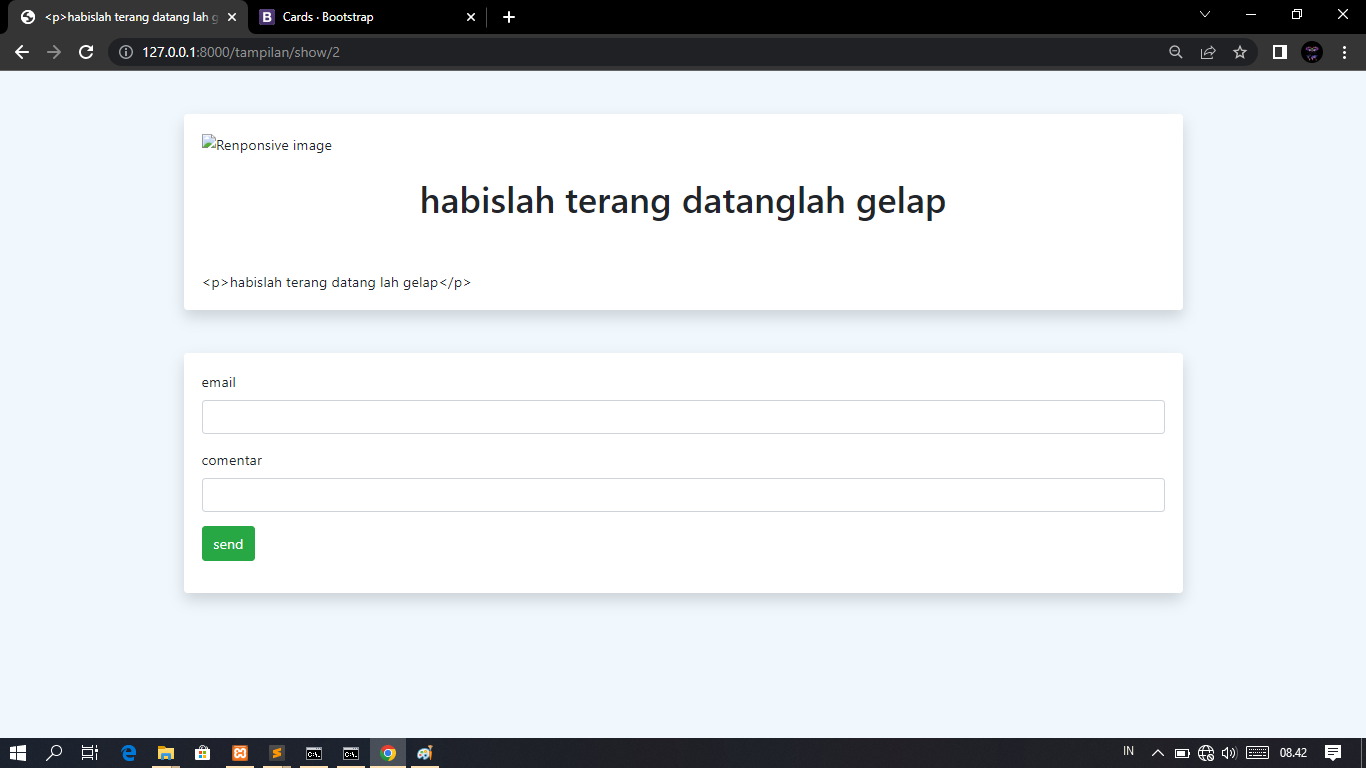 <p>habislah terang datang lah g
Cards · Bootstrap
127.0.0.1:8000/tampilan/show/2
Renponsive image
habislah terang datanglah gelap
<p>habislah terang datang lah gelap</p>
email
comentar
send
IN
08.42